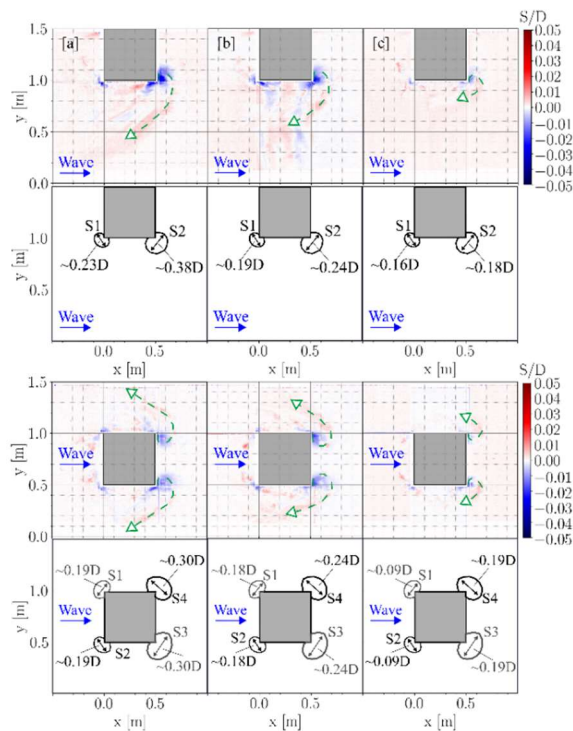 S/D
1.5
[a]
[b]
[c]
0.05
0.04
0.03
0.02
0.01
0.00
−0.01
−0.02
−0.03
−0.04
−0.05
y [m]
1.0
0.5
0.0
Wave
Wave
Wave
S1 S2
S1 S2
S1 S2
~0.23D ~0.38D
~0.19D ~0.24D
~0.16D ~0.18D
y [m]
1.0
0.5
Wave
Wave
Wave
0.0 0.5 0.0 0.5 0.0 0.5
x [m] x [m] x [m]
S/D
1.5
0.05
0.04
0.03
0.02
0.01
0.00
−0.01
−0.02
−0.03
−0.04
−0.05
y [m]
1.0
0.5
0.0
Wave
Wave
Wave
~0.19D ~0.30D
~0.18D ~0.24D
~0.09D ~0.19D
S1 S4
S1 S4
S1 S4
y [m]
1.0
0.5
Wave
Wave
Wave
S2 S3
S2 S3
S2 S3
~0.19D ~0.30D
~0.18D ~0.24D
~0.09D ~0.19D
0.0 0.5 0.0 0.5 0.0 0.5
x [m] x [m] x [m]